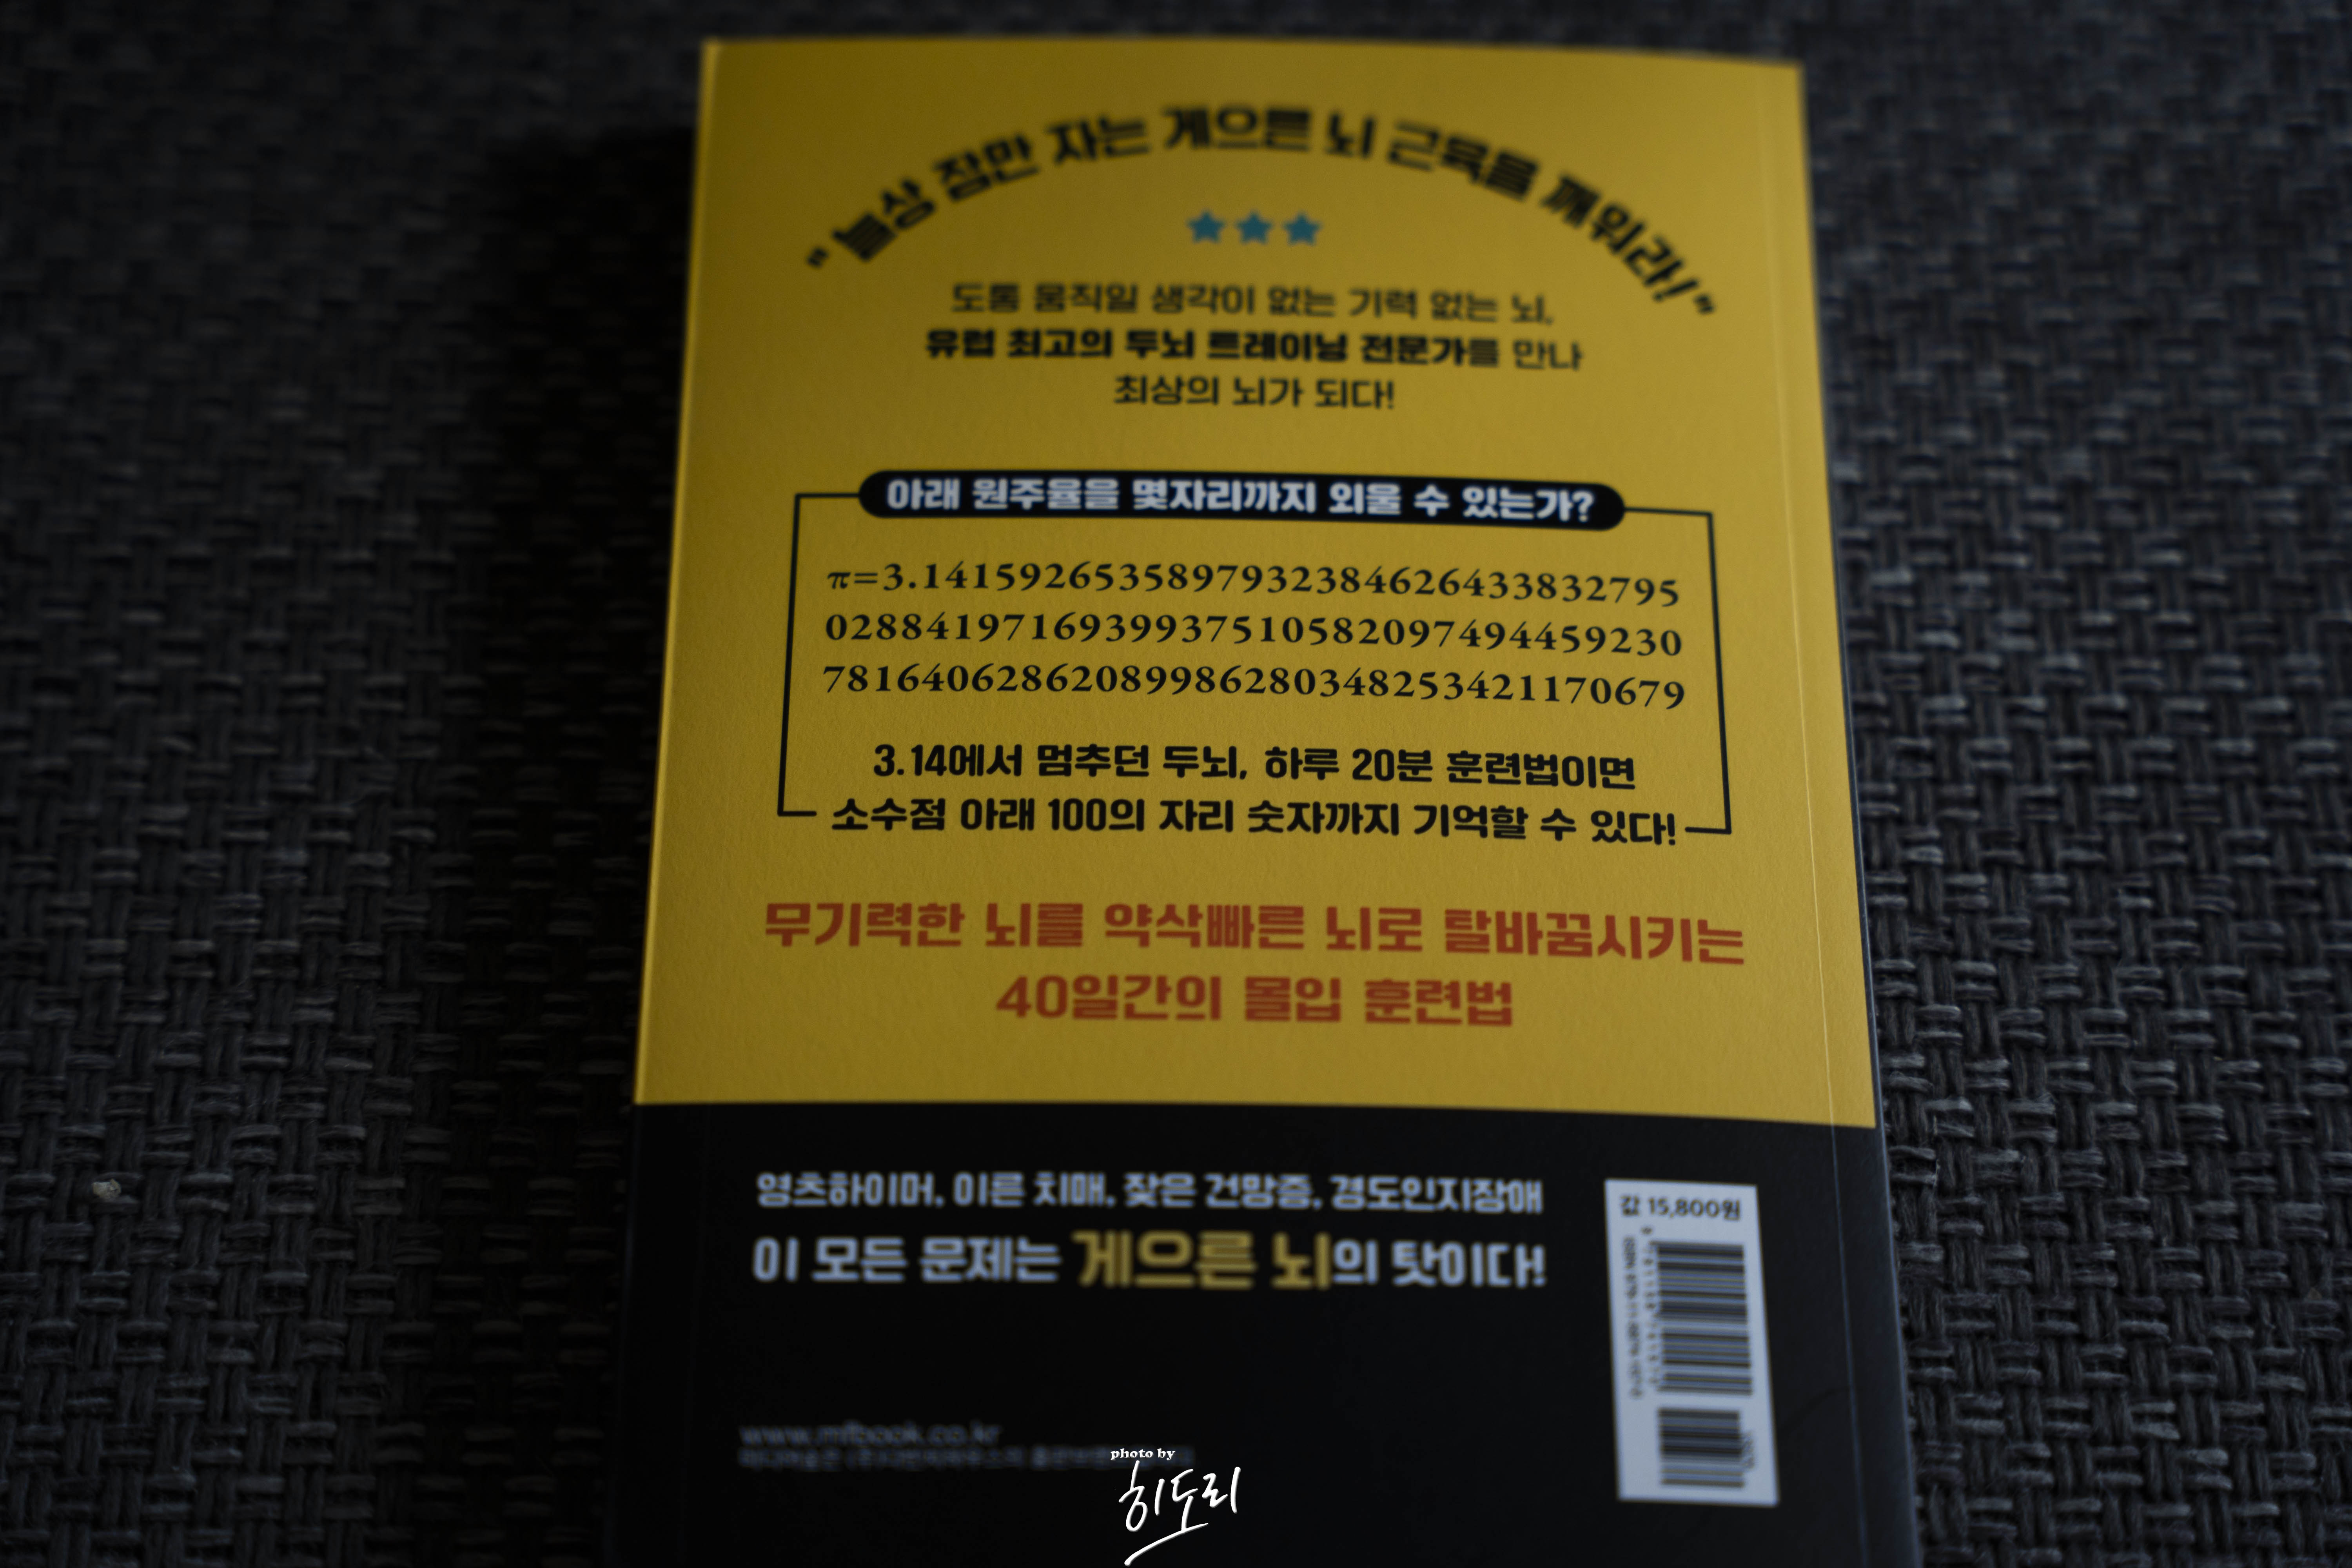 “늘상 잠만 자는 게으른 뇌 근육을 깨워라!”
도통 움직일 생각이 없는 기력 없는 뇌,
유럽 최고의 두뇌 트레이닝 전문가를 만나
최상의 뇌가 되다!
아래 원주율을 몇자리까지 외울 수 있는가?
π=3.1415926535897932384626433832795
0288419716939937510582097494459230
7816406286208998628034825342117067​9
3.14에서 멈추던 두뇌, 하루 20분 훈련법이면
소수점 아래 100의 자리 숫자까지 기억할 수 있다!
무기력한 뇌를 약삭빠른 뇌로 탈바꿈시키는
40일간의 몰입 훈련법
영츠하이머, 이른 치매, 잦은 건망증, 경도인지장애
이 모든 문제는 게으른 뇌의 탓이다!
값 15,800원
www.mfbook.co.kr
photo by
히도리